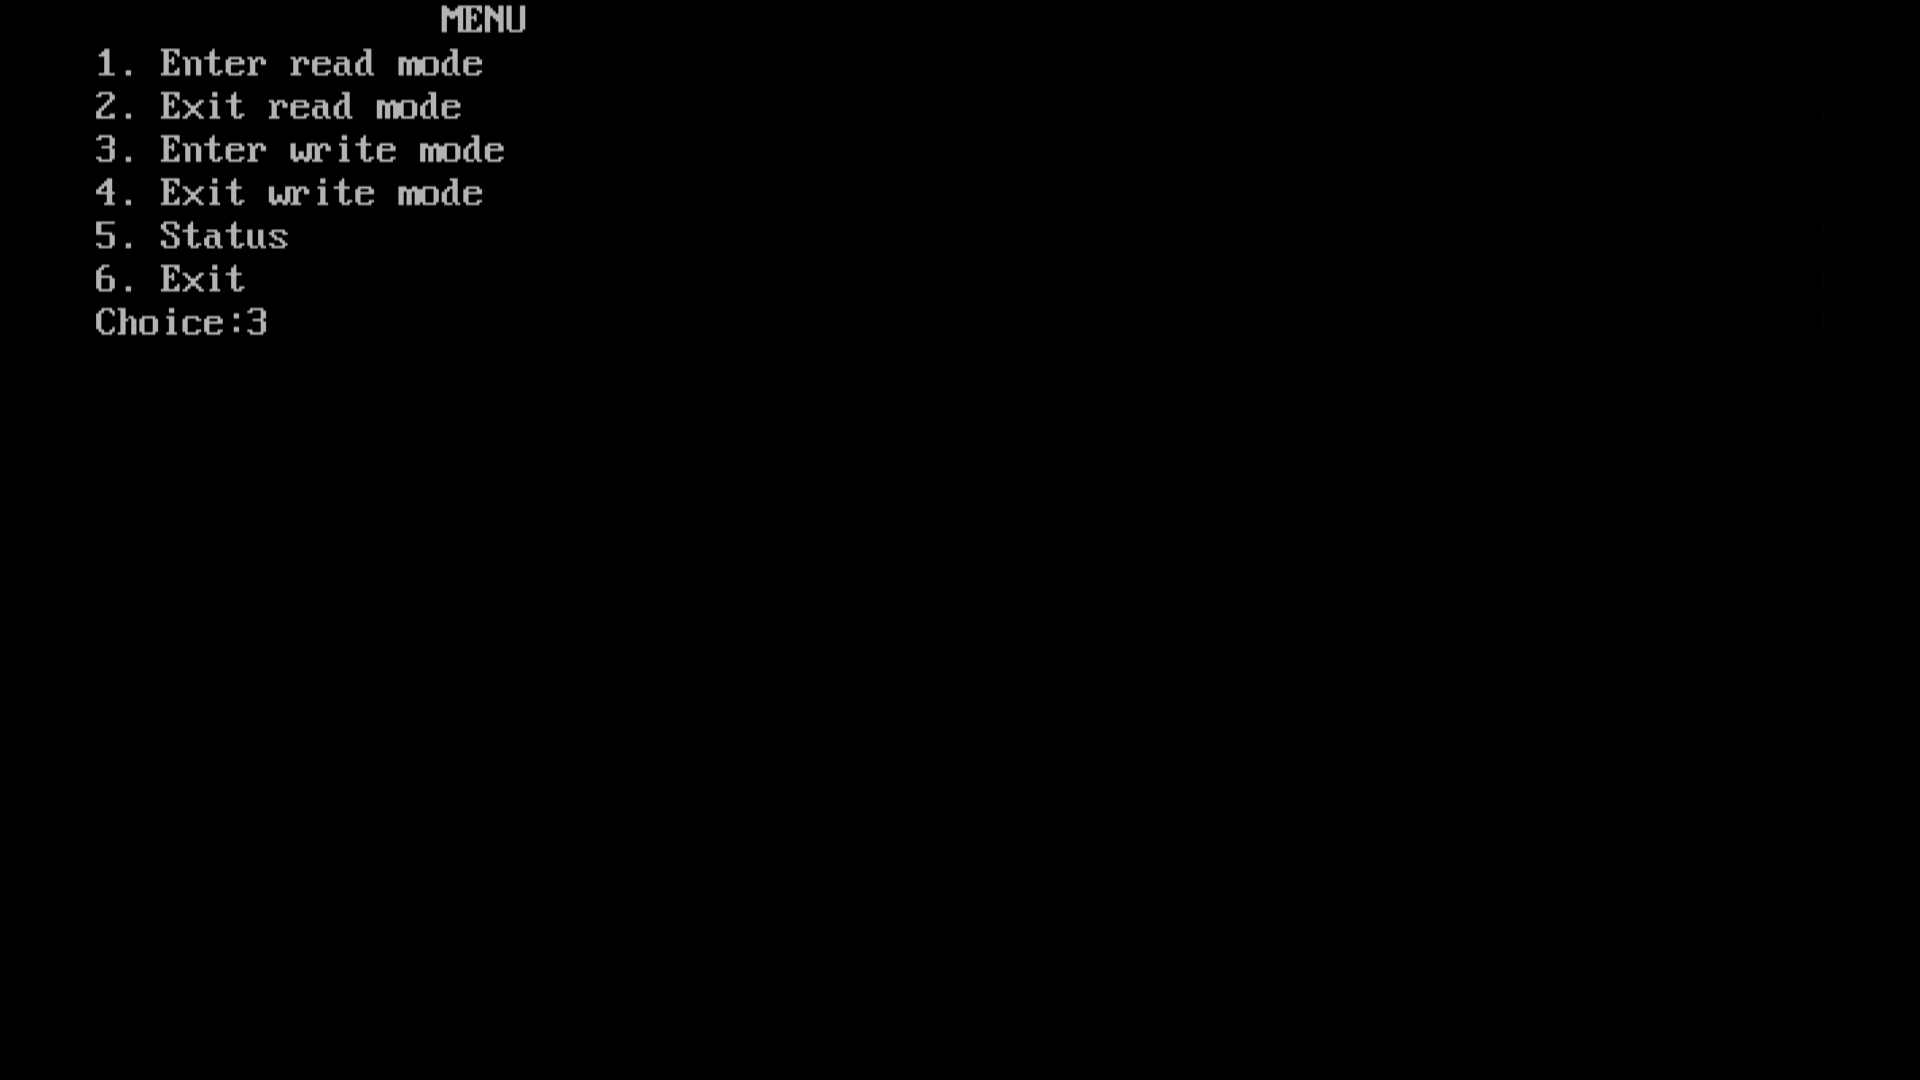 MENU
1. Enter read mode
2. Exit read mode
3. Enter write mode
4. Exit write mode
5. Status
6. Exit
Choice:3